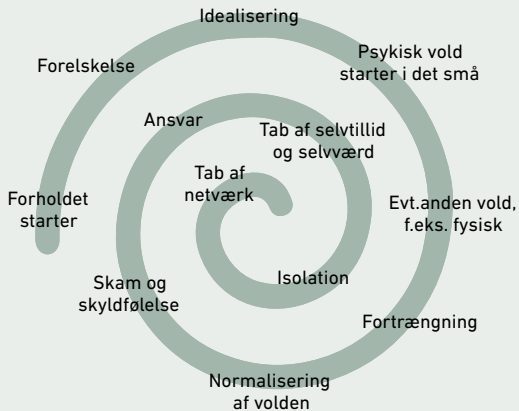 Forholdet
starter
Forelskelse
Idealisering
Psykisk vold
starter i det små
Evt.anden vold,
f.eks. fysisk
Fortrængning
Normalisering
af volden
Skam og
skyldfølelse
Ansvar
Tab af selvtillid
og selvværd
Isolation
Tab af
netværk